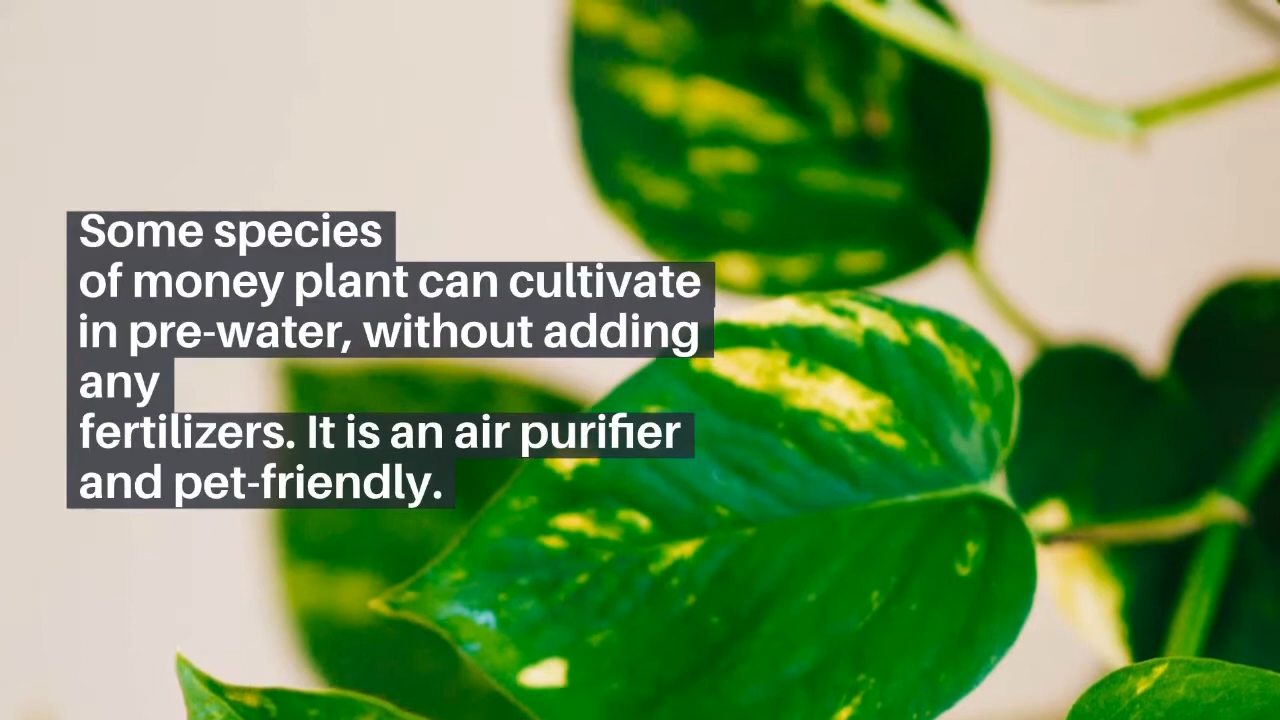 Some species
of money plant can cultivate
in pre-water, without adding
any
fertilizers. It is an air purifier
and pet-friendly.